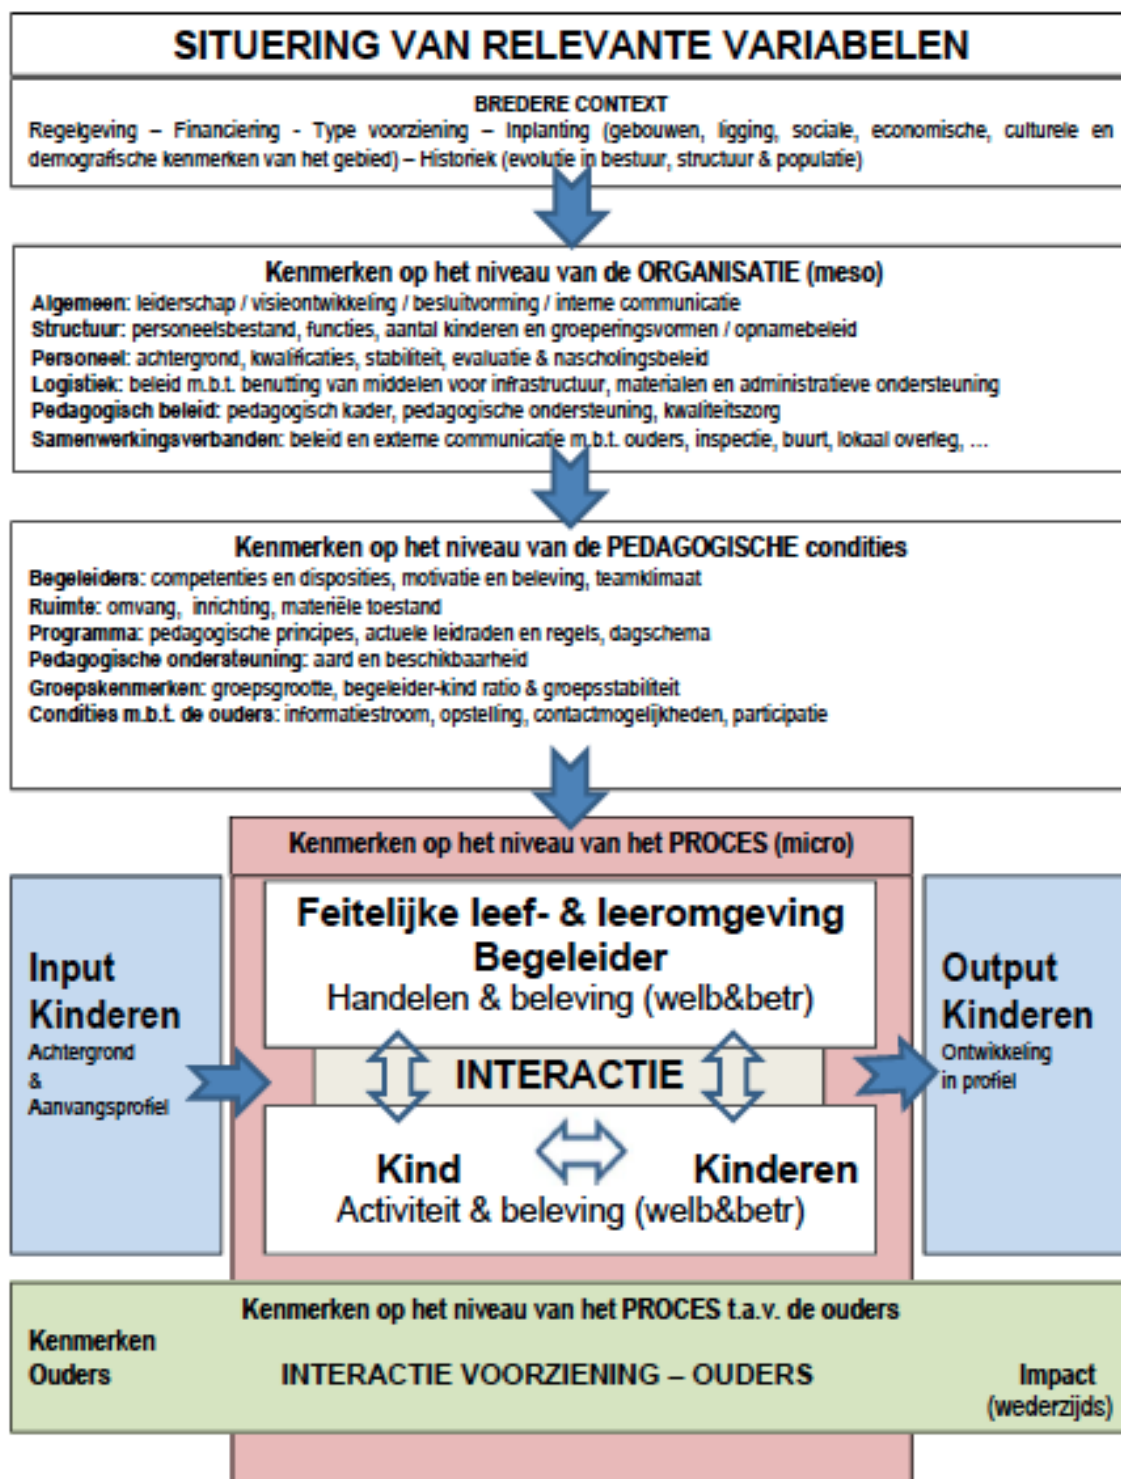 SITUERING VAN RELEVANTE VARIABELEN
BREDERE CONTEXT
Regelgeving – Financiering - Type voorziening – Inplanting (gebouwen, ligging, sociale, economische, culturele en
demografische kenmerken van het gebied) – Historiek (evolutie in bestuur, structuur & populatie)
Kenmerken op het niveau van de ORGANISATIE (meso)
Algemeen: leiderschap / visieontwikkeling / besluitvorming / interne communicatie
Structuur: personeelsbestand, functies, aantal kinderen en groeperingsvormen / opnamebeleid
Personeel: achtergrond, kwalificaties, stabiliteit, evaluatie & nascholingsbeleid
Logistiek: beleid m.b.t. benutting van middelen voor infrastructuur, materialen en administratieve ondersteuning
Pedagogisch beleid: pedagogisch kader, pedagogische ondersteuning, kwaliteitszorg
Samenwerkingsverbanden: beleid en externe communicatie m.b.t. ouders, inspectie, buurt, lokaal overleg, …
Kenmerken op het niveau van de PEDAGOGISCHE condities
Begeleiders: competenties en disposities, motivatie en beleving, teamklimaat
Ruimte: omvang, inrichting, materiële toestand
Programma: pedagogische principes, actuele leidraden en regels, dagschema
Pedagogische ondersteuning: aard en beschikbaarheid
Groepskenmerken: groepsgrootte, begeleider-kind ratio & groepsstabiliteit
Condities m.b.t. de ouders: informatiestroom, opstelling, contactmogelijkheden, participatie
Kenmerken op het niveau van het PROCES (micro)
Feitelijke leef- & leeromgeving
Begeleider
Handelen & beleving (welb&betr)
Input
Kinderen
Achtergrond
&
Aanvangsprofiel
INTERACTIE
Output
Kinderen
Ontwikkeling
in profiel
Kind
Kinderen
Activiteit & beleving (welb&betr)
Kenmerken op het niveau van het PROCES t.a.v. de ouders
Kenmerken
Ouders
INTERACTIE VOORZIENING – OUDERS
Impact
(wederzijds)